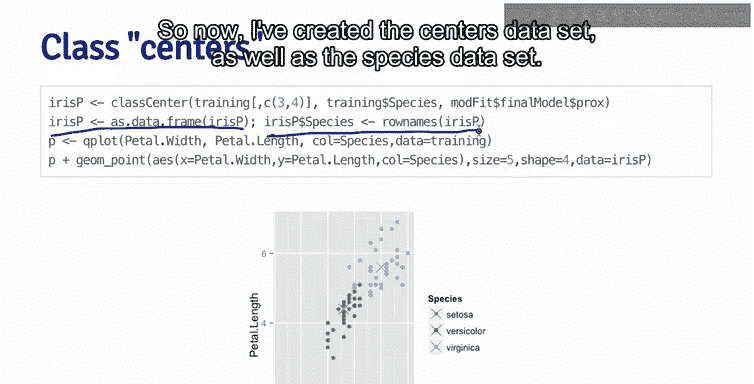 So now, I've created the centers data set,
as well as the species data set.
Class "centers"
irisP <- classCenter(training[,c(3,4)], training$Species, modFit$finalModel$prox)
irisP <- as.data.frame(irisP); irisP$Species <- rownames(irisP)
p <- qplot(Petal.Width, Petal.Length, col=Species,data=training)
p + geom_point(aes(x=Petal.Width,y=Petal.Length,col=Species),size=5,shape=4,data=irisP)
6
4
Petal.Length
Species
setosa
versicolor
virginica